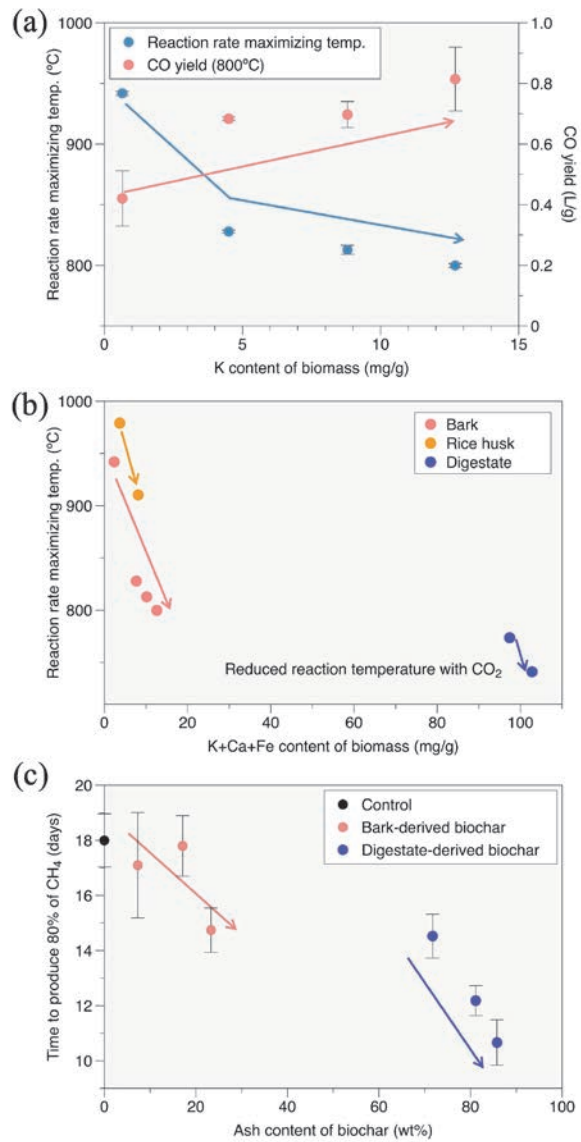 (a)
1000
900
800
Reaction rate maximizing temp. (ºC)
Reaction rate maximizing temp.
CO yield (800ºC)
1.0
0.8
0.6
0.4
0.2
0
CO yield (L/g)
0 5 10 15
K content of biomass (mg/g)
(b)
1000
900
800
Reaction rate maximizing temp. (ºC)
Bark
Rice husk
Digestate
Reduced reaction temperature with CO2
0 20 40 60 80 100
K+Ca+Fe content of biomass (mg/g)
(c)
20
18
16
14
12
10
Time to produce 80% of CH4 (days)
Control
Bark-derived biochar
Digestate-derived biochar
0 20 40 60 80 100
Ash content of biochar (wt%)